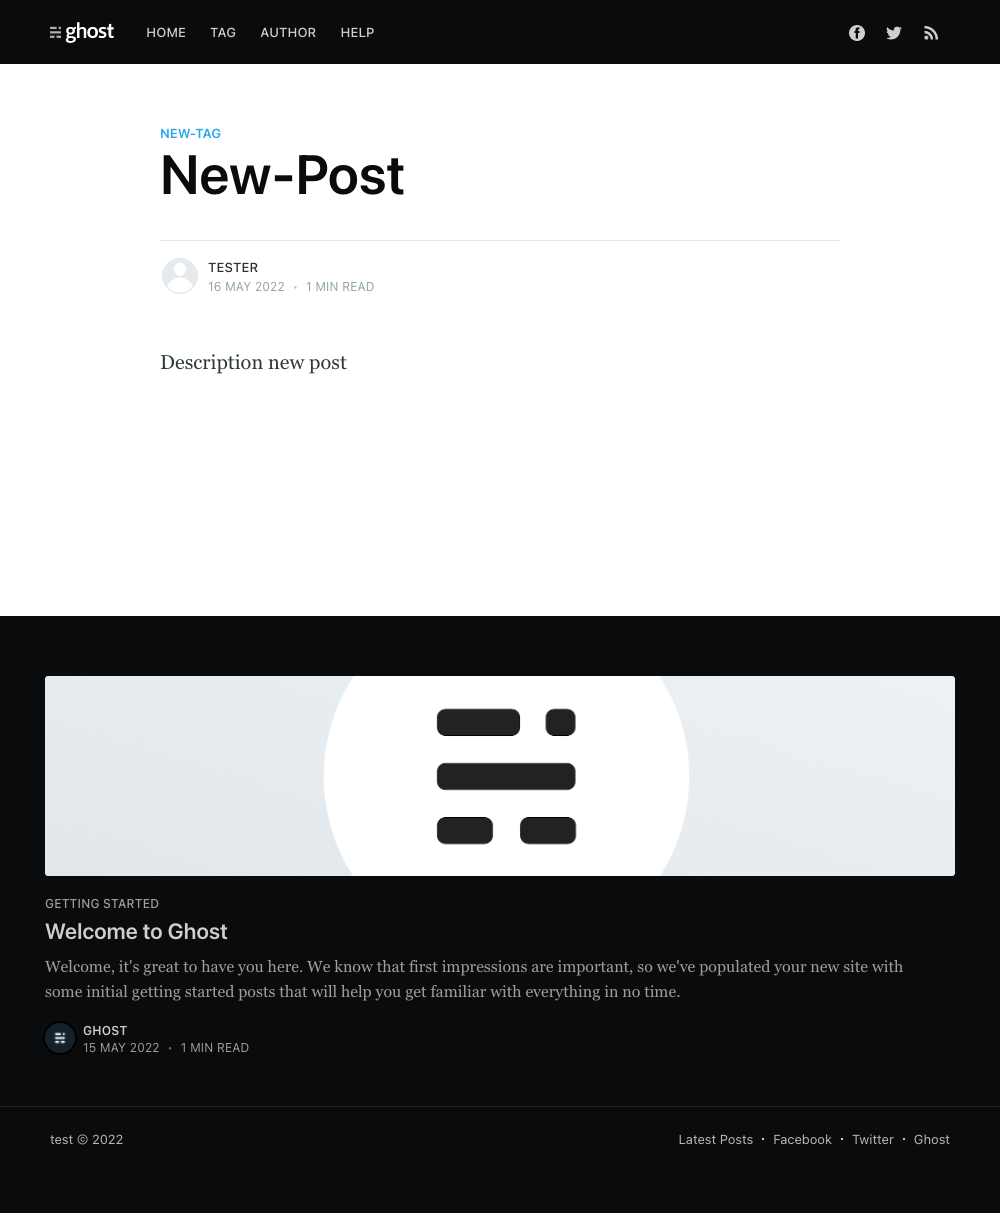 ghost HOME TAG AUTHOR HELP
NEW-TAG
New-Post
TESTER
16 MAY 2022 • 1 MIN READ
Description new post
GETTING STARTED
Welcome to Ghost
Welcome, it's great to have you here. We know that first impressions are important, so we've populated your new site with
some initial getting started posts that will help you get familiar with everything in no time.
GHOST
15 MAY 2022 • 1 MIN READ
test © 2022 Latest Posts • Facebook • Twitter • Ghost